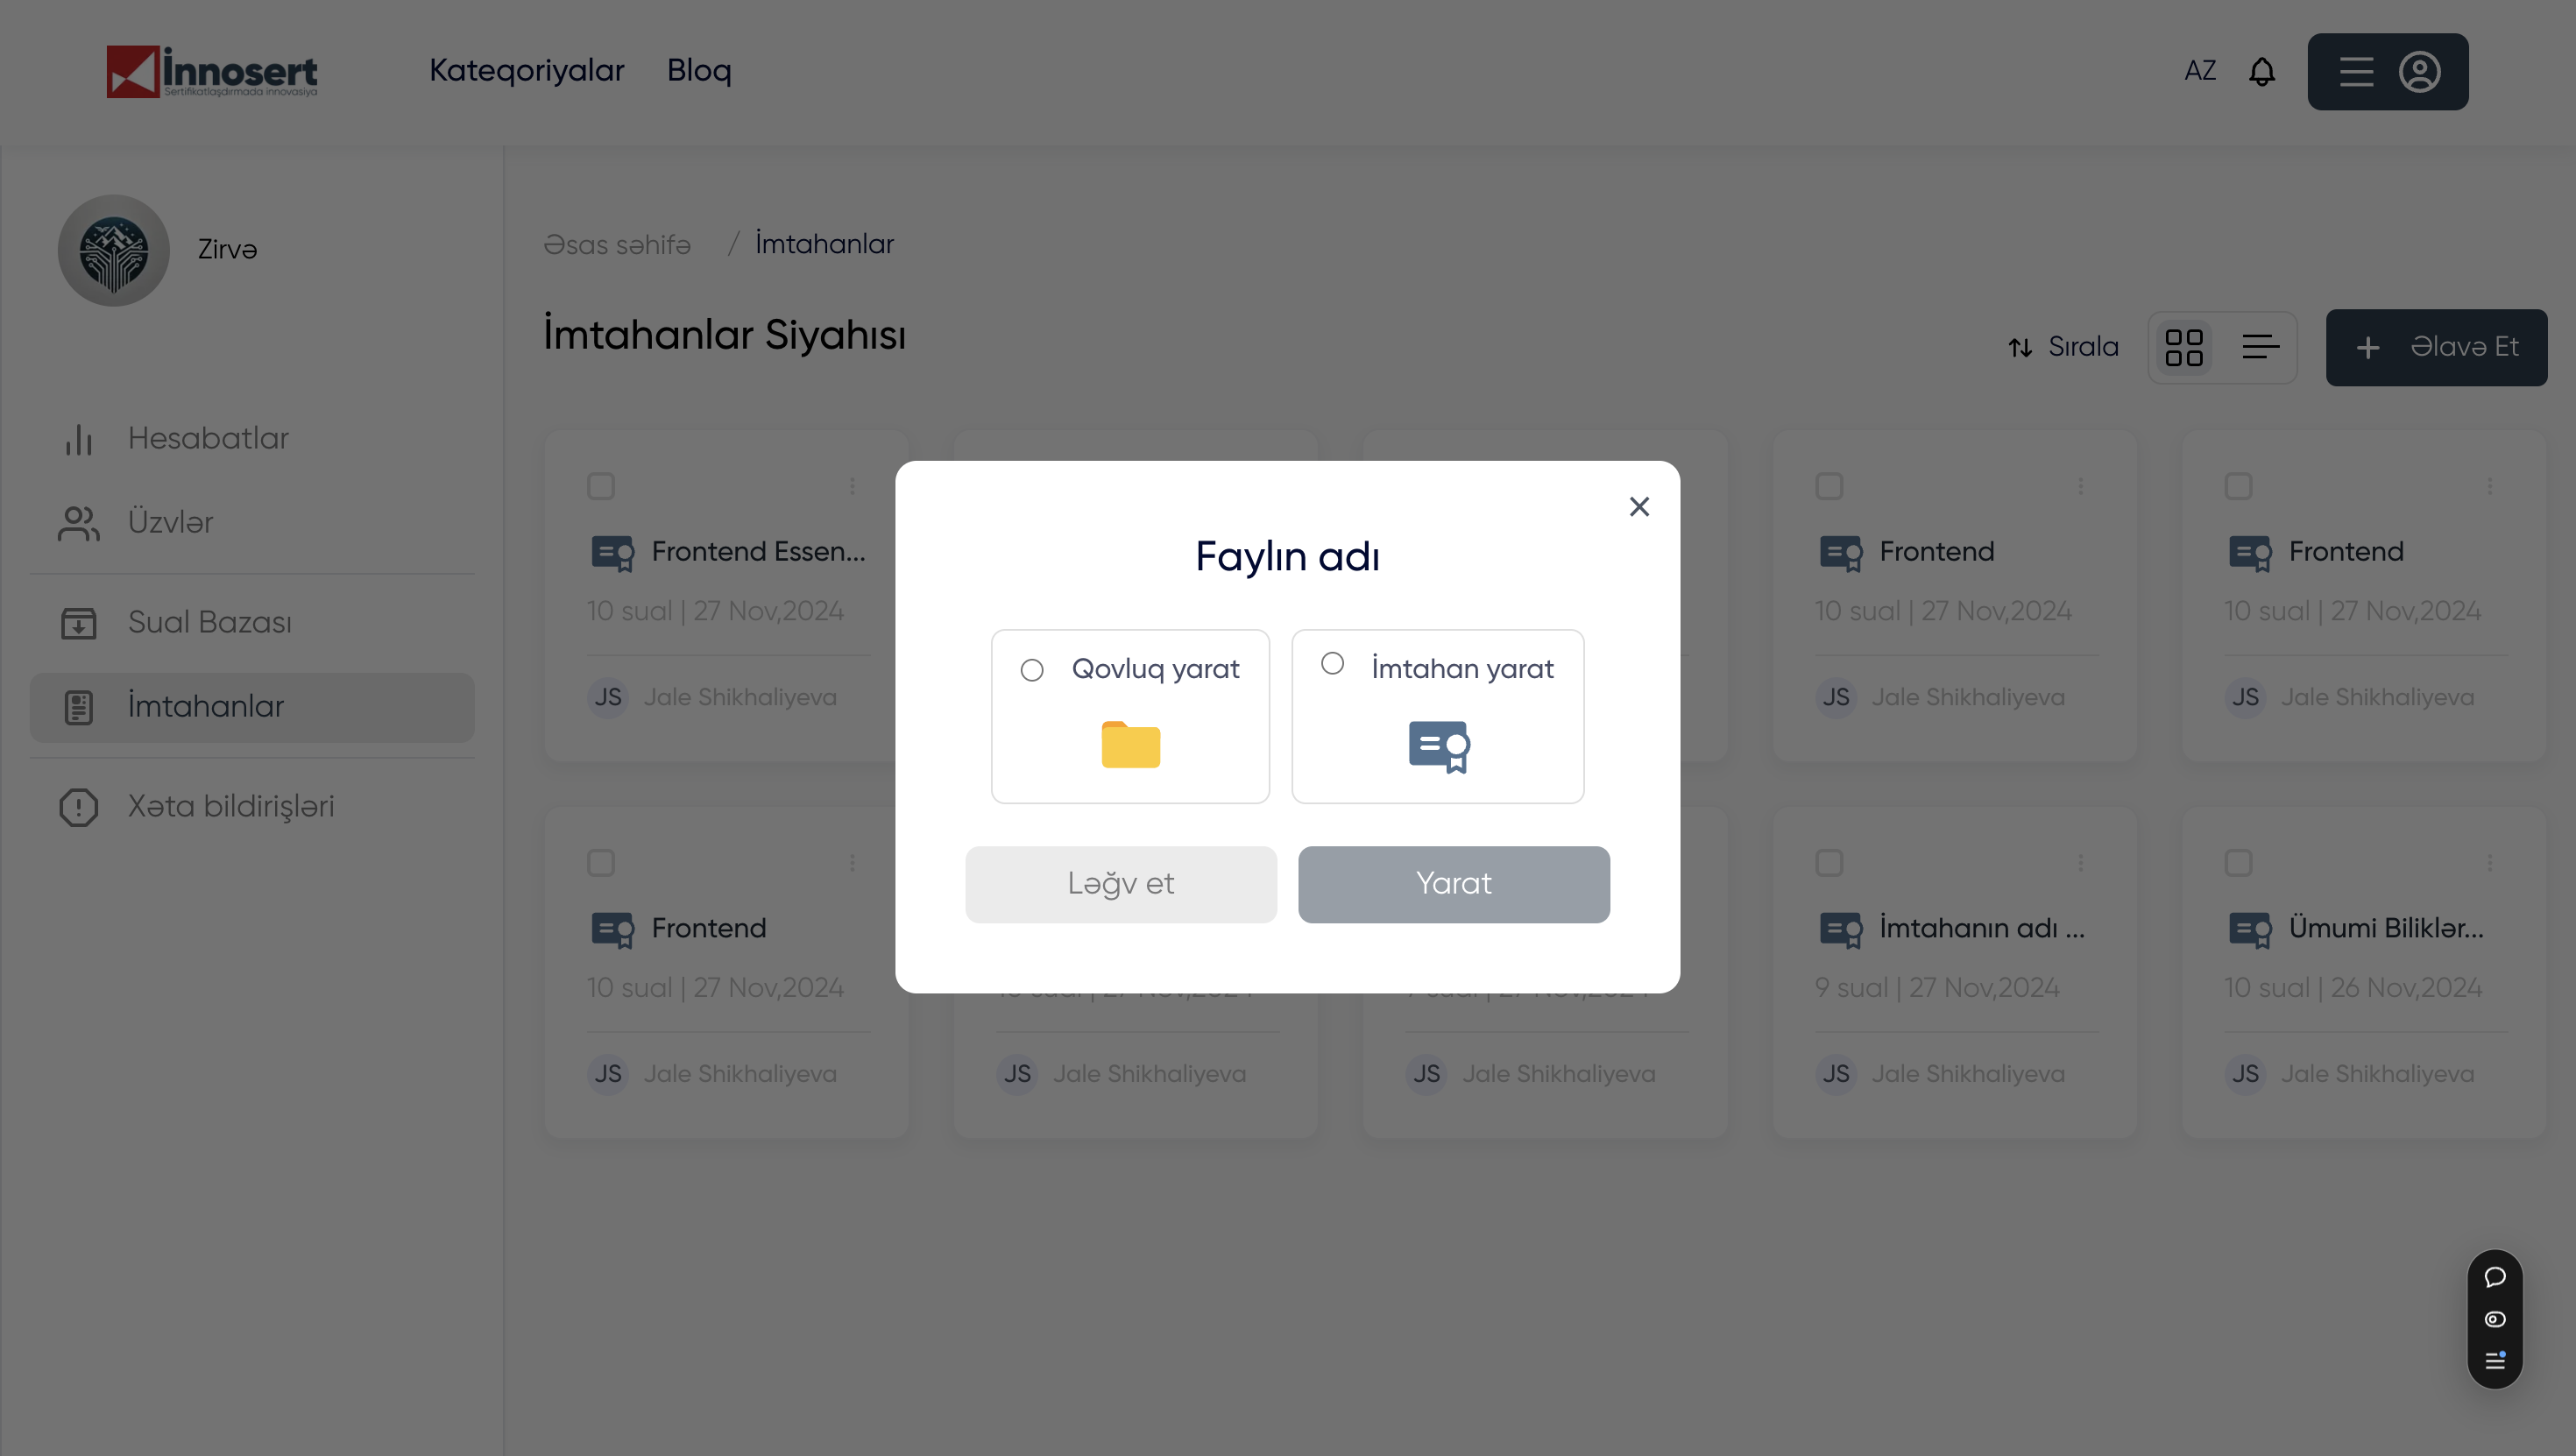 İnnosert
Sertifikatlaşdırmada innovasiya
Kateqoriyalar
Bloq
AZ
Zirvə
Hesabatlar
Üzvlər
Sual Bazası
İmtahanlar
Xəta bildirişləri
Əsas səhifə / İmtahanlar
İmtahanlar Siyahısı
Sırala
+ Əlavə Et
Frontend Essen...
10 sual | 27 Nov,2024
JS Jale Shikhaliyeva
Frontend
10 sual | 27 Nov,2024
JS Jale Shikhaliyeva
Frontend
10 sual | 27 Nov,2024
JS Jale Shikhaliyeva
Faylın adı
Qovluq yarat
İmtahan yarat
Ləğv et
Yarat
Frontend
10 sual | 27 Nov,2024
JS Jale Shikhaliyeva
JS Jale Shikhaliyeva
JS Jale Shikhaliyeva
İmtahanın adı ...
9 sual | 27 Nov,2024
JS Jale Shikhaliyeva
Ümumi Biliklər...
10 sual | 26 Nov,2024
JS Jale Shikhaliyeva